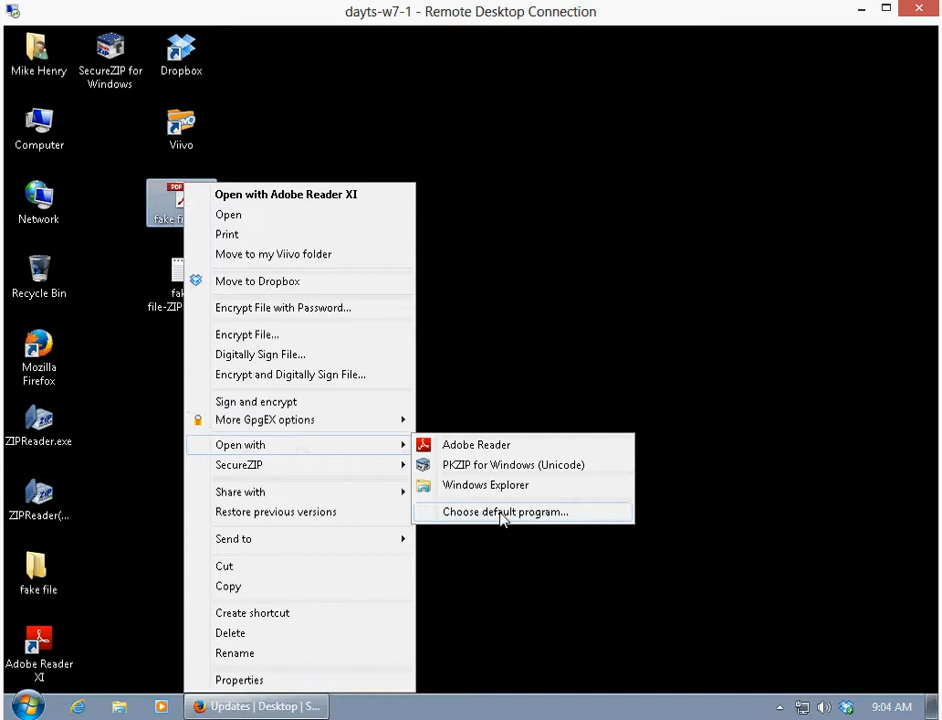 dayts-w7-1 - Remote Desktop Connection
Mike Henry
SecureZIP for
Windows
Dropbox
Computer
Viivo
Network
PDF
fake fi
Recycle Bin
fak
file-ZIP
Mozilla
Firefox
ZIPReader.exe
ZIPReader(...
fake file
Adobe Reader
XI
Open with Adobe Reader XI
Open
Print
Move to my Viivo folder
Move to Dropbox
Encrypt File with Password...
Encrypt File...
Digitally Sign File...
Encrypt and Digitally Sign File...
Sign and encrypt
More GpgEX options
Open with
SecureZIP
Share with
Restore previous versions
Send to
Cut
Copy
Create shortcut
Delete
Rename
Properties
Adobe Reader
PKZIP for Windows (Unicode)
Windows Explorer
Choose default program...
Updates | Desktop | S...
9:04 AM